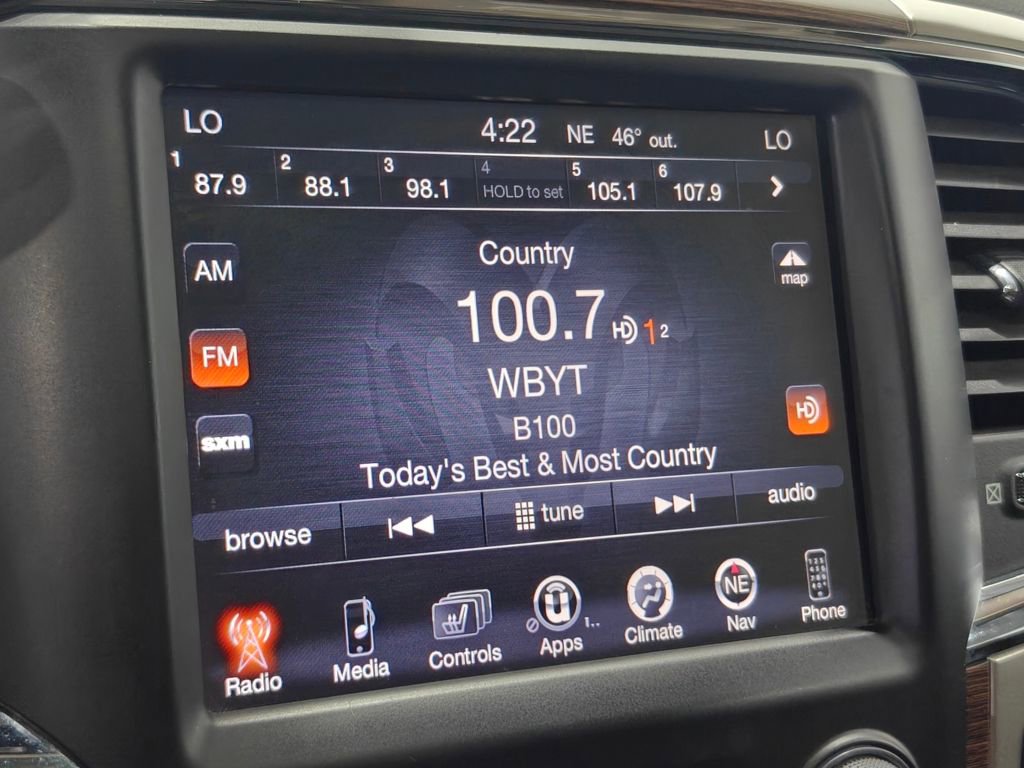 LO 4:22 NE 46° out. LO
1 2 3 4 5 6
87.9 88.1 98.1 HOLD to set 105.1 107.9
Country
AM
map
100.7 HD 1 2
FM
WBYT
HD
B100
sxm
Today's Best & Most Country
browse tune audio
Radio Media Controls Apps Climate NE Nav Phone